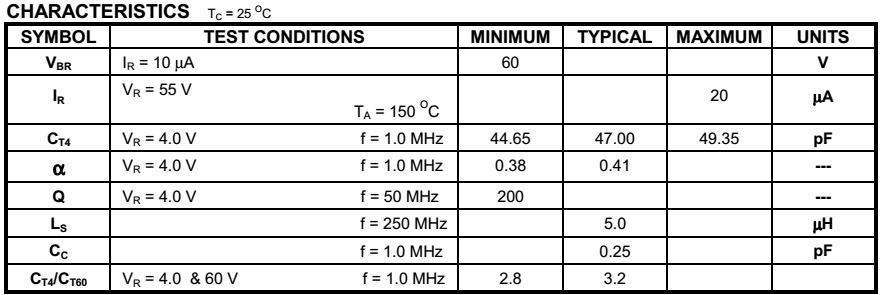 CHARACTERISTICS T_C = 25 °C
SYMBOL TEST CONDITIONS MINIMUM TYPICAL MAXIMUM UNITS
V_BR I_R = 10 μA 60 V
I_R V_R = 55 V T_A = 150 °C 20 μA
C_T4 V_R = 4.0 V f = 1.0 MHz 44.65 47.00 49.35 pF
α V_R = 4.0 V f = 1.0 MHz 0.38 0.41 ---
Q V_R = 4.0 V f = 50 MHz 200 ---
L_S f = 250 MHz 5.0 μH
C_C f = 1.0 MHz 0.25 pF
C_T4/C_T60 V_R = 4.0 & 60 V f = 1.0 MHz 2.8 3.2